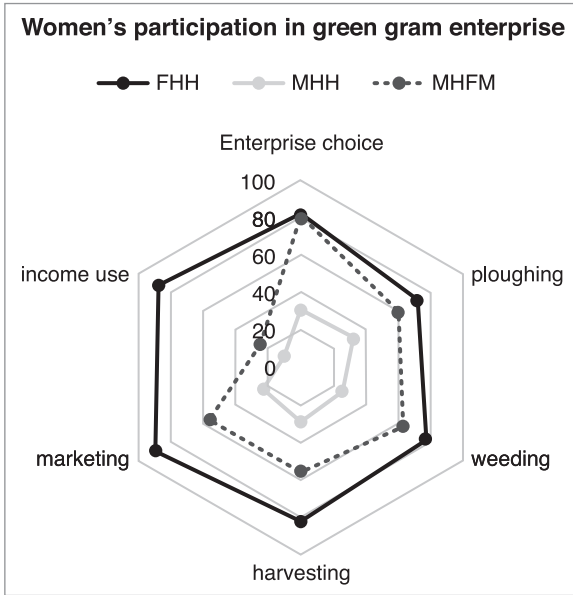 Women’s participation in green gram enterprise
FHH MHH MHFM
Enterprise choice
100
80
60
40
20
0
income use
ploughing
marketing
weeding
harvesting